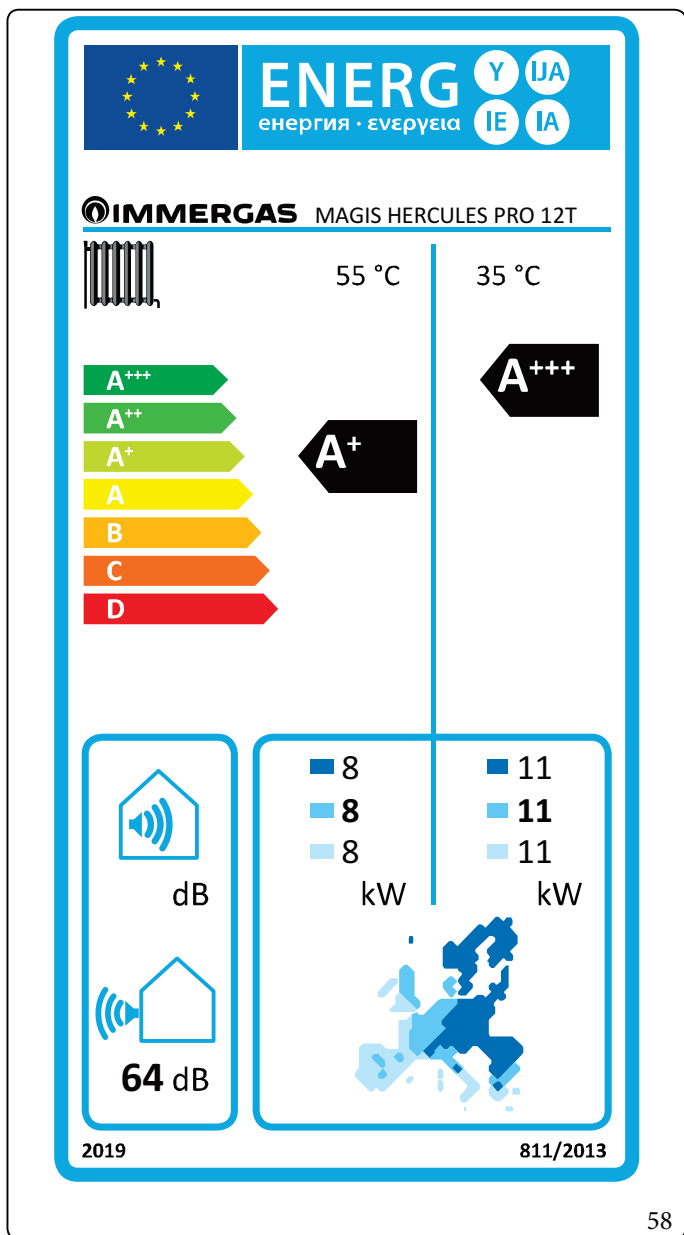 ENERG Y IJA
енергия · ενεργεια IE IA
IMMERGAS MAGIS HERCULES PRO 12T
55 °C 35 °C
A+++
A+++
A++
A+
A+
A
B
C
D
8 11
8 11
8 11
dB kW kW
64 dB
2019 811/2013
58